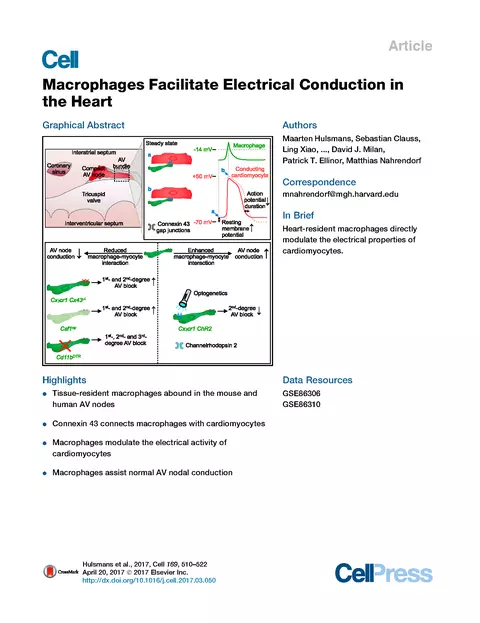 Article
Cell
Macrophages Facilitate Electrical Conduction in
the Heart
Graphical Abstract
Interatrial septum
Coronary
sinus
Compact
AV node
AV
bundle
Tricuspid
valve
Interventricular septum
Steady state
a
b
Connexin 43
gap junctions
-14 mV
Macrophage
+50 mV
Conducting
cardiomyocyte
b
Action
potential
duration
a
-70 mV
Resting
membrane
potential
AV node
conduction
Reduced
macrophage-myocyte
interaction
Enhanced
macrophage-myocyte
interaction
AV node
conduction
1st- and 2nd-degree
AV block
Cx3cr1 Cx43-/-
1st- and 2nd-degree
AV block
Csf1op
1st-, 2nd- and 3rd-
degree AV block
Cd11bDTR
Optogenetics
2nd-degree
AV block
Cx3cr1 ChR2
Channelrhodopsin 2
Authors
Maarten Hulsmans, Sebastian Clauss,
Ling Xiao, ..., David J. Milan,
Patrick T. Ellinor, Matthias Nahrendorf
Correspondence
mnahrendorf@mgh.harvard.edu
In Brief
Heart-resident macrophages directly
modulate the electrical properties of
cardiomyocytes.
Highlights
• Tissue-resident macrophages abound in the mouse and
human AV nodes
• Connexin 43 connects macrophages with cardiomyocytes
• Macrophages modulate the electrical activity of
cardiomyocytes
• Macrophages assist normal AV nodal conduction
Data Resources
GSE86306
GSE86310
CrossMark
Hulsmans et al., 2017, Cell 169, 510–522
April 20, 2017 © 2017 Elsevier Inc.
http://dx.doi.org/10.1016/j.cell.2017.03.050
CellPress